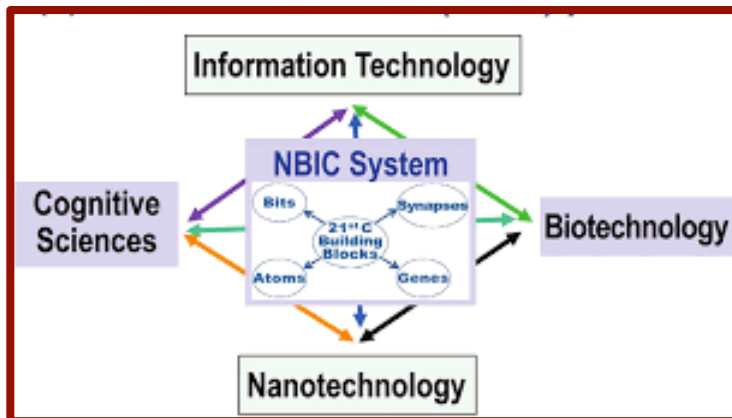 Information Technology
NBIC System
Bits
Synapses
21st C
Building
Blocks
Atoms
Genes
Cognitive
Sciences
Biotechnology
Nanotechnology